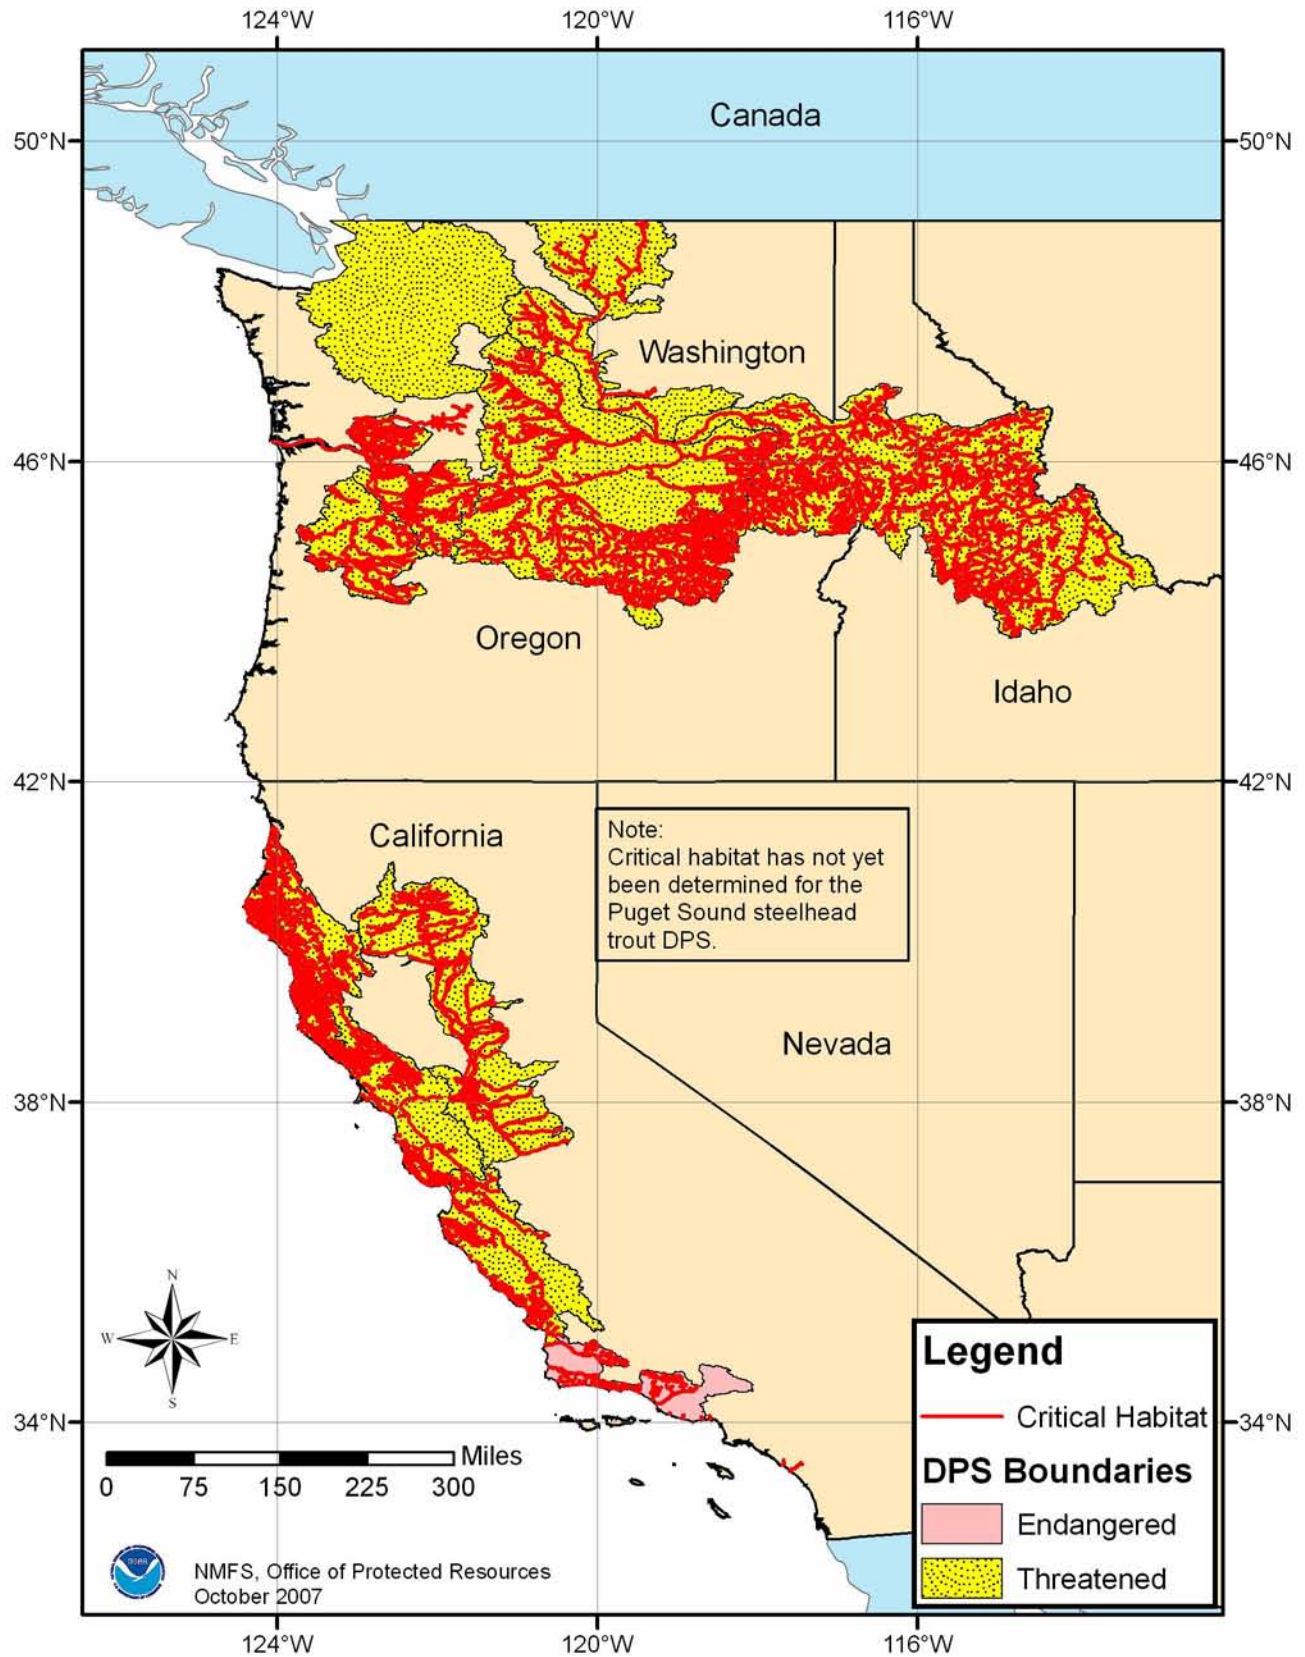 124°W 120°W 116°W
50°N 50°N
Canada
Washington
46°N 46°N
Oregon
Idaho
42°N 42°N
California
Note:
Critical habitat has not yet
been determined for the
Puget Sound steelhead
trout DPS.
Nevada
38°N 38°N
N
W E
S
Legend
Critical Habitat
34°N 34°N
DPS Boundaries
Endangered
Threatened
Miles
0 75 150 225 300
NOAA
NMFS, Office of Protected Resources
October 2007
124°W 120°W 116°W